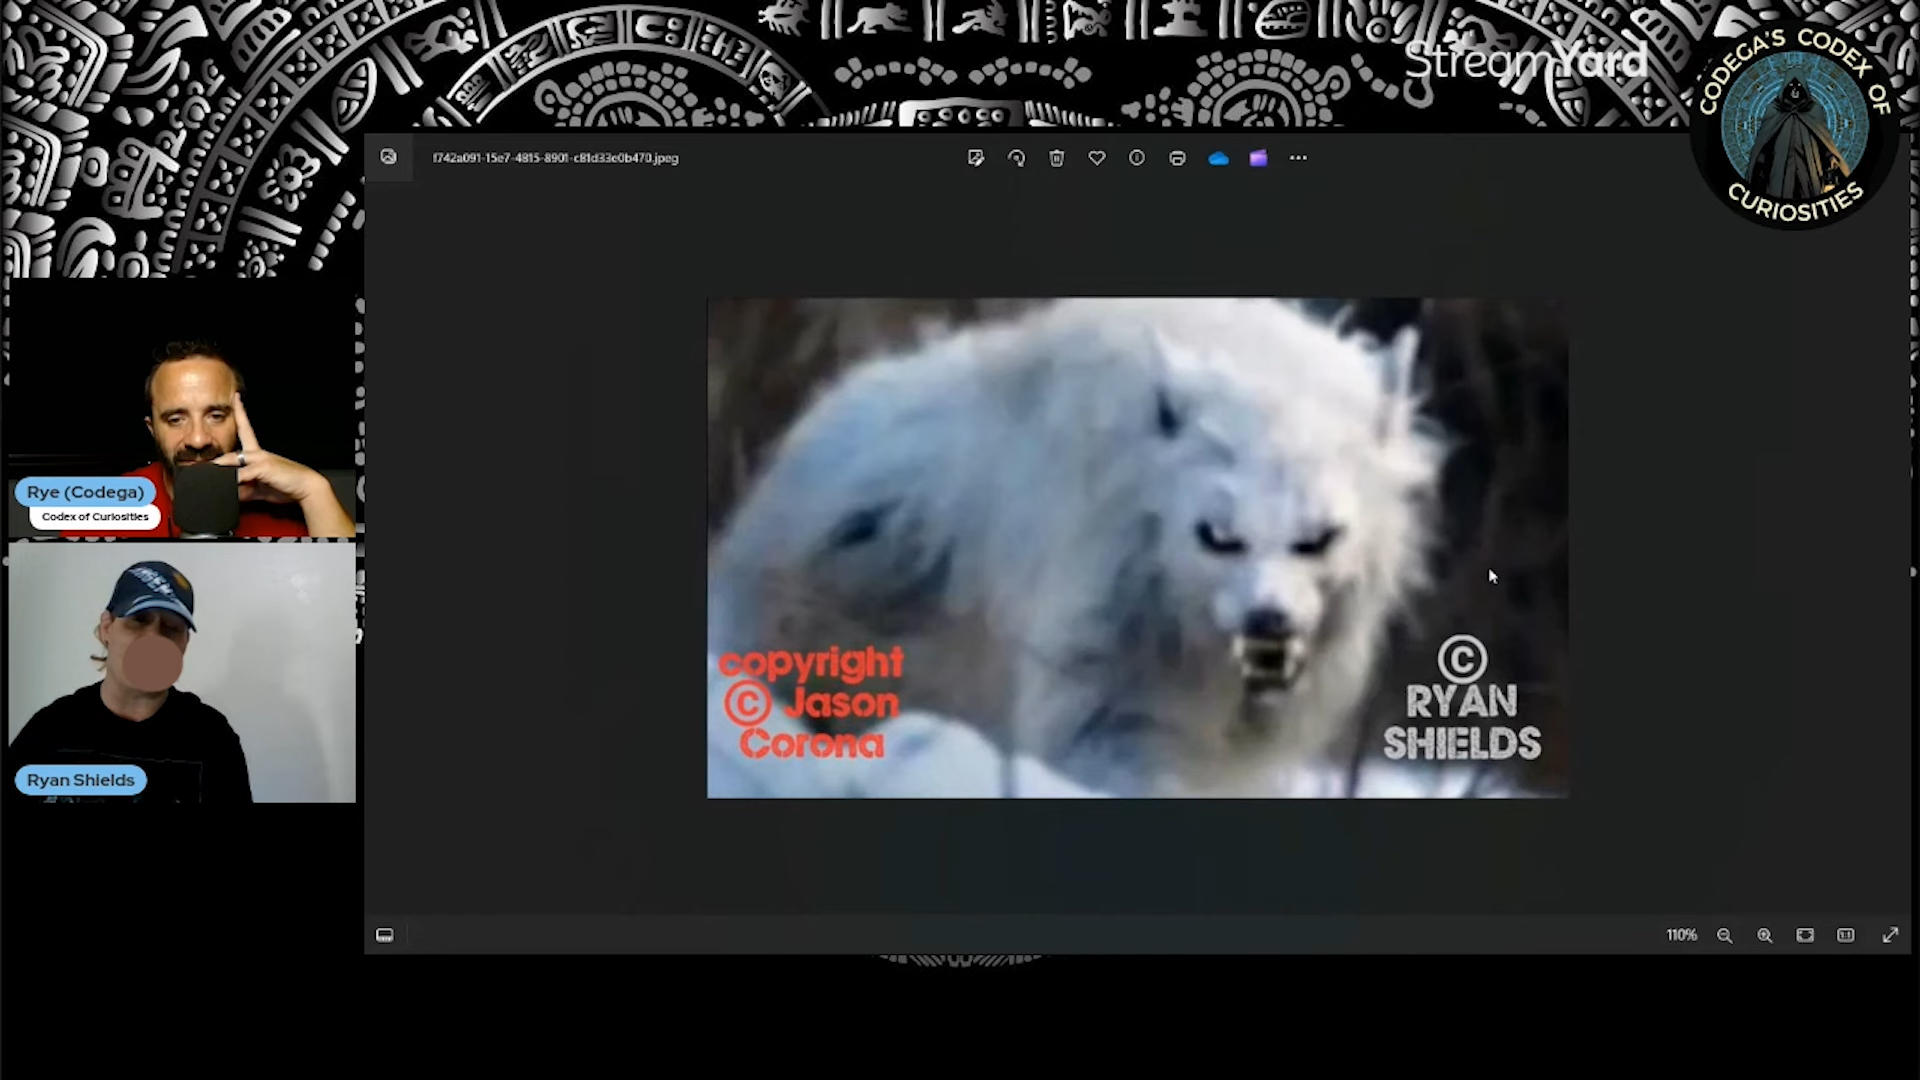 StreamYard
CODEGA'S CODEX OF
CURIOSITIES
f742a091-15e7-4815-8901-c81d33e0b470.jpeg
Rye (Codega)
Codex of Curiosities
copyright
© Jason
Corona
©
RYAN
SHIELDS
Ryan Shields
110%